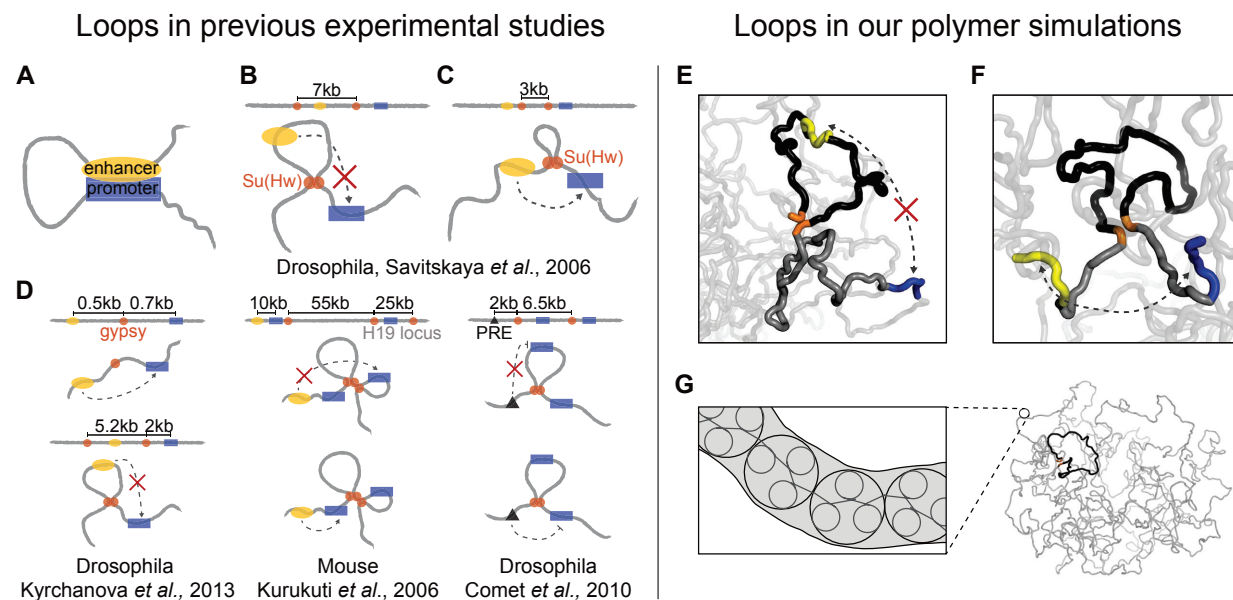 Loops in previous experimental studies
Loops in our polymer simulations
A
enhancer
promoter
B
7kb
Su(Hw)
C
3kb
Su(Hw)
Drosophila, Savitskaya et al., 2006
D
0.5kb 0.7kb
gypsy
5.2kb 2kb
Drosophila
Kyrchanova et al., 2013
10kb 55kb 25kb
H19 locus
Mouse
Kurukuti et al., 2006
2kb 6.5kb
PRE
Drosophila
Comet et al., 2010
E
F
G